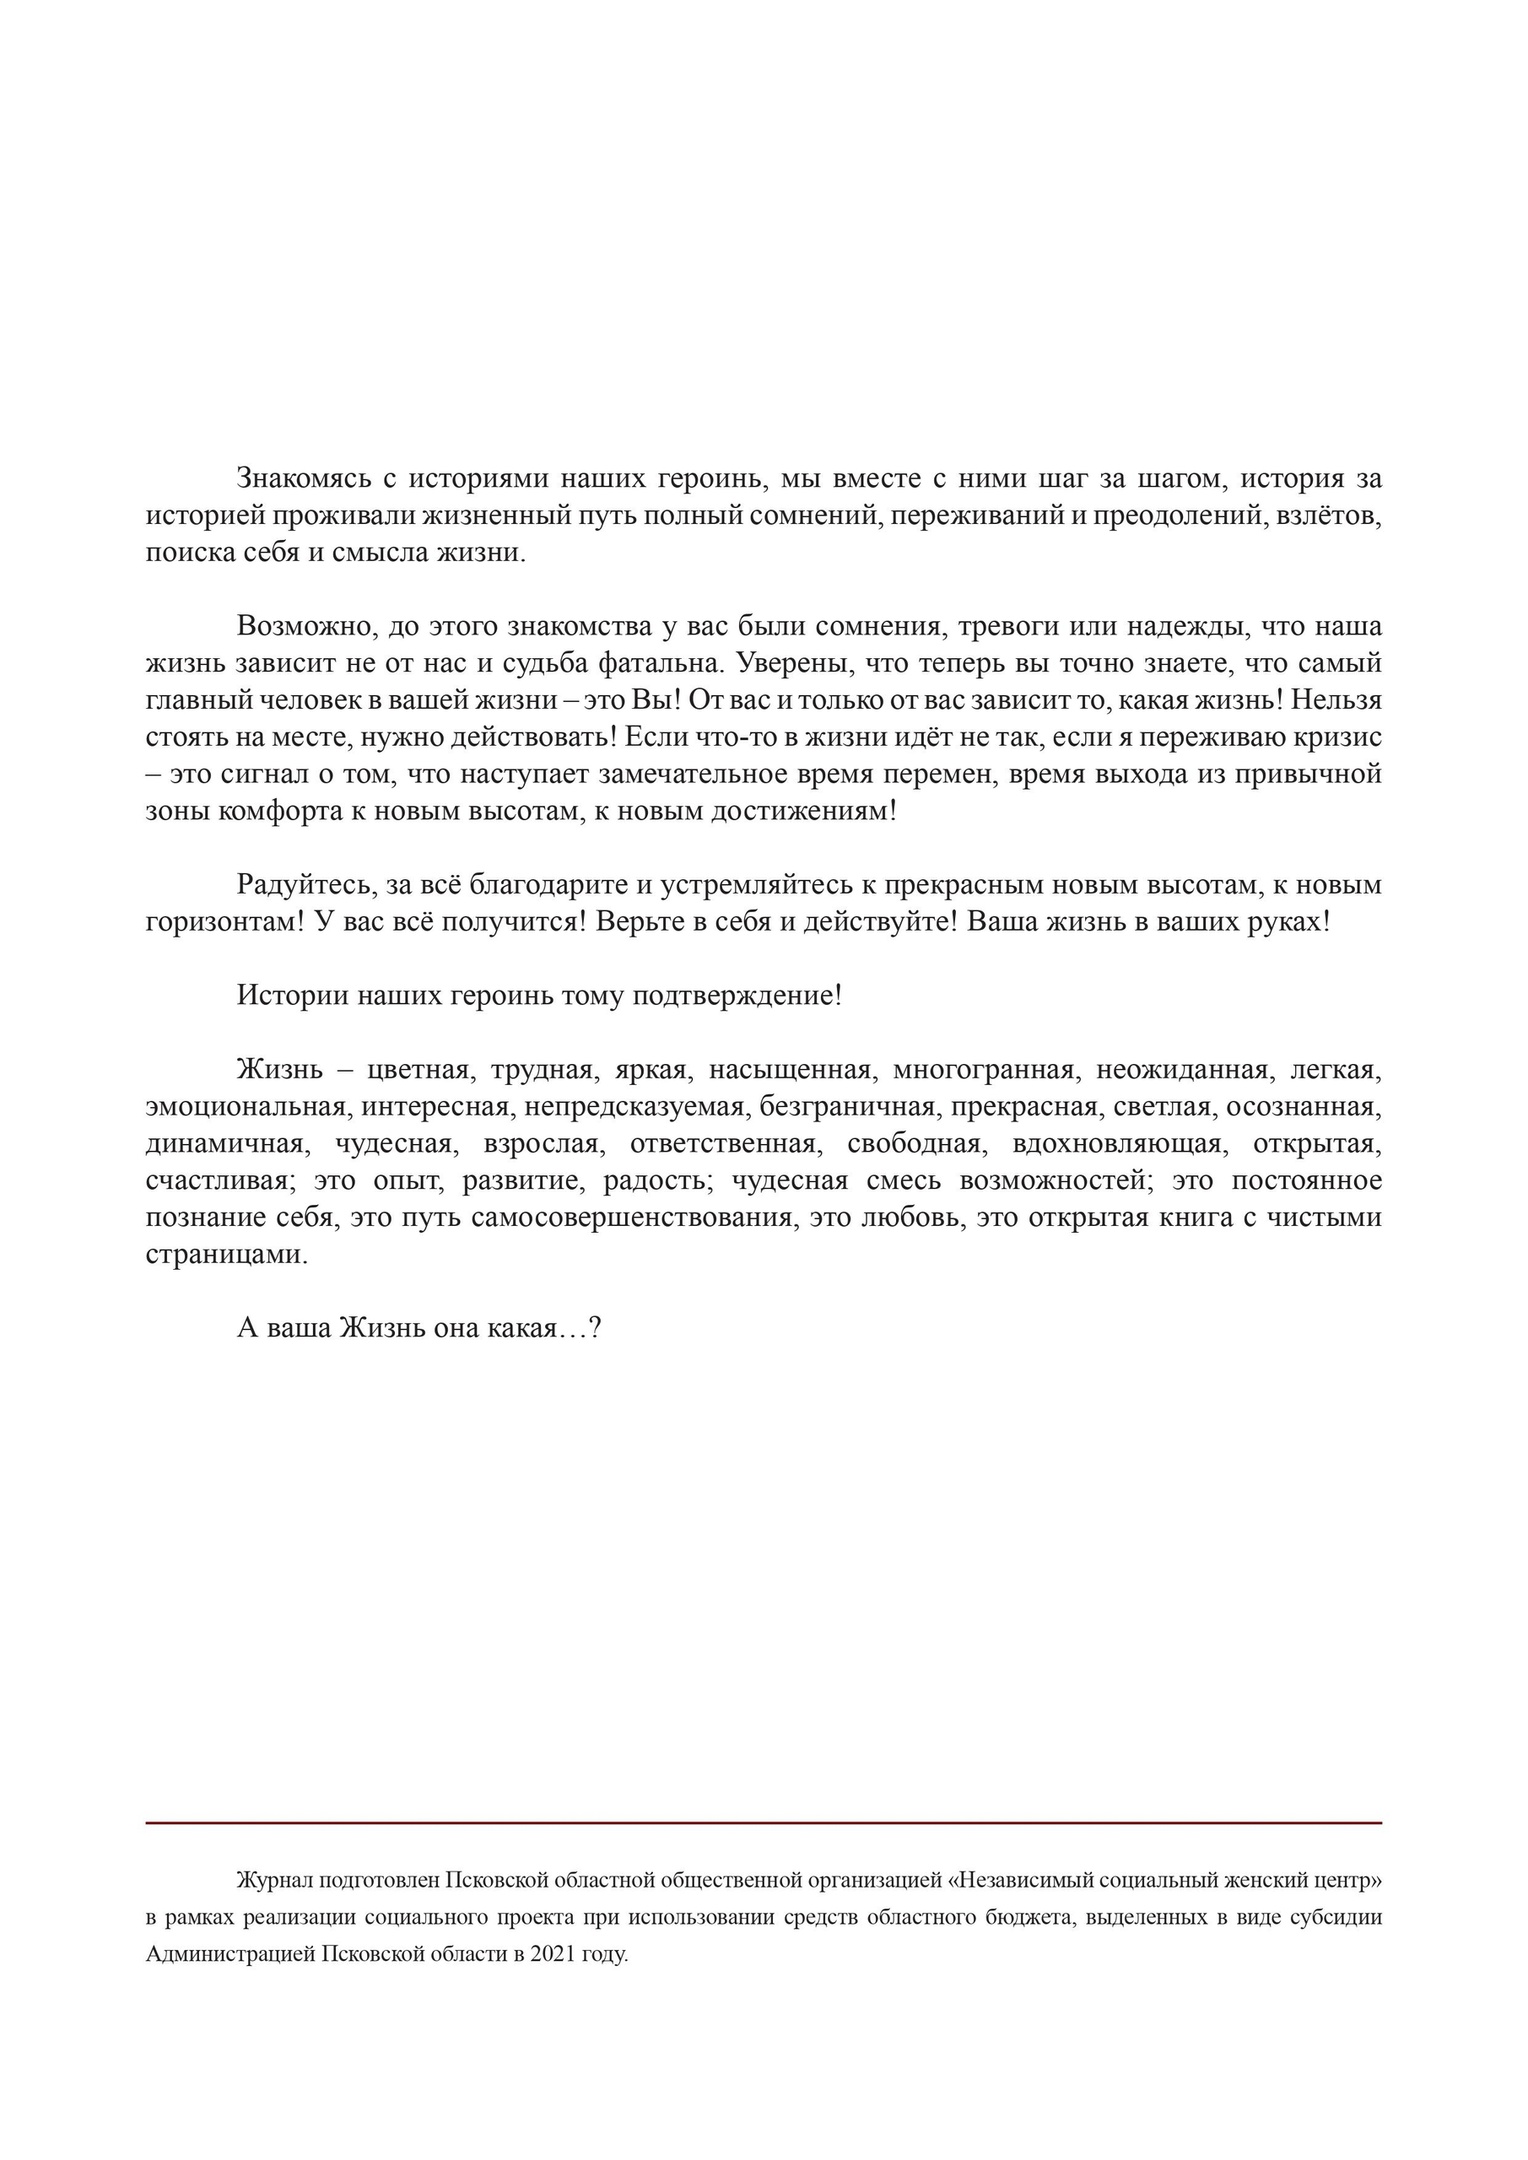 Знакомясь с историями наших героинь, мы вместе с ними шаг за шагом, история за
историей проживали жизненный путь полный сомнений, переживаний и преодолений, взлётов,
поиска себя и смысла жизни.
Возможно, до этого знакомства у вас были сомнения, тревоги или надежды, что наша
жизнь зависит не от нас и судьба фатальна. Уверены, что теперь вы точно знаете, что самый
главный человек в вашей жизни – это Вы! От вас и только от вас зависит то, какая жизнь! Нельзя
стоять на месте, нужно действовать! Если что-то в жизни идёт не так, если я переживаю кризис
– это сигнал о том, что наступает замечательное время перемен, время выхода из привычной
зоны комфорта к новым высотам, к новым достижениям!
Радуйтесь, за всё благодарите и устремляйтесь к прекрасным новым высотам, к новым
горизонтам! У вас всё получится! Верьте в себя и действуйте! Ваша жизнь в ваших руках!
Истории наших героинь тому подтверждение!
Жизнь – цветная, трудная, яркая, насыщенная, многогранная, неожиданная, легкая,
эмоциональная, интересная, непредсказуемая, безграничная, прекрасная, светлая, осознанная,
динамичная, чудесная, взрослая, ответственная, свободная, вдохновляющая, открытая,
счастливая; это опыт, развитие, радость; чудесная смесь возможностей; это постоянное
познание себя, это путь самосовершенствования, это любовь, это открытая книга с чистыми
страницами.
А ваша Жизнь она какая…?
Журнал подготовлен Псковской областной общественной организацией «Независимый социальный женский центр»
в рамках реализации социального проекта при использовании средств областного бюджета, выделенных в виде субсидии
Администрацией Псковской области в 2021 году.